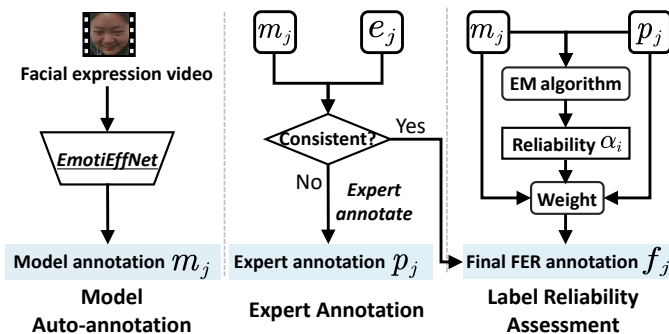 Facial expression video
EmotiEffNet
Model annotation m_j
Model
Auto-annotation
m_j e_j
Consistent?
Yes
No
Expert
annotate
Expert annotation p_j
Expert Annotation
m_j p_j
EM algorithm
Reliability α_i
Weight
Final FER annotation f_j
Label Reliability
Assessment